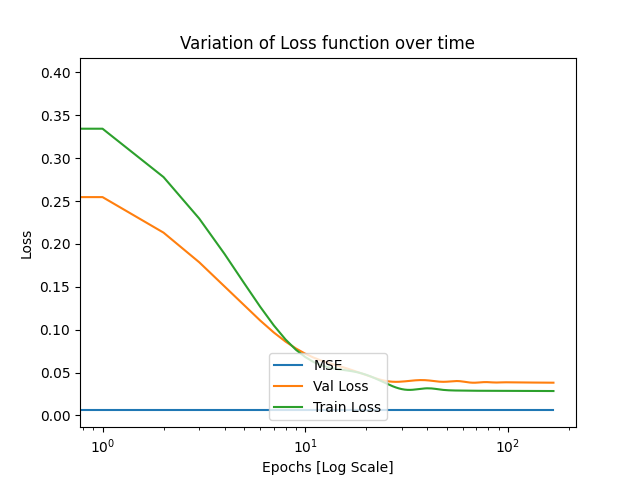 Variation of Loss function over time
0.40
0.35
0.30
0.25
0.20
0.15
0.10
0.05
0.00
Loss
MSE
Val Loss
Train Loss
10⁰ 10¹ 10²
Epochs [Log Scale]